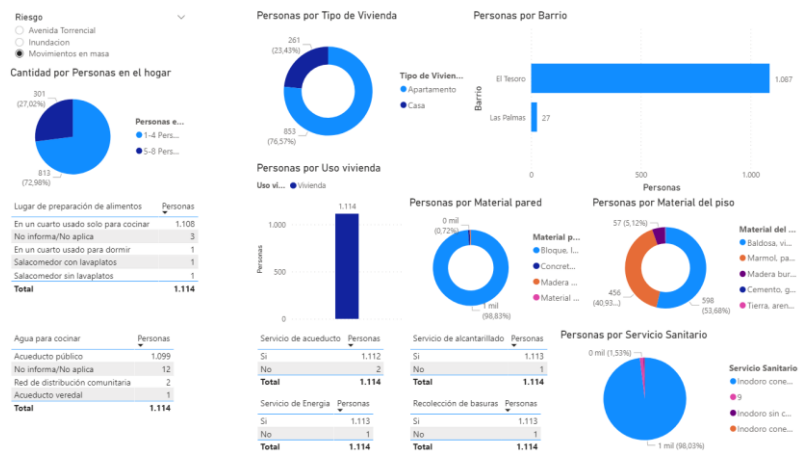 Riesgo
Avenida Torrencial
Inundacion
Movimientos en masa
Cantidad por Personas en el hogar
301
(27,02%)
813
(72,98%)
Personas e...
1-4 Pers...
5-8 Pers...
Personas por Tipo de Vivienda
261
(23,43%)
853
(76,57%)
Tipo de Vivien...
Apartamento
Casa
Personas por Barrio
Barrio
El Tesoro
1.087
Las Palmas
27
0
500
1.000
Personas
Lugar de preparación de alimentos Personas
En un cuarto usado solo para cocinar 1.108
No informa/No aplica 3
En un cuarto usado para dormir 1
Salacomedor con lavaplatos 1
Salacomedor sin lavaplatos 1
Total 1.114
Personas por Uso vivienda
Uso vi... Vivienda
1.114
1.000
500
0
Personas
Personas por Material pared
0 mil
(0,72%)
1 mil
(98,83%)
Material p...
Bloque, l...
Concret...
Madera ...
Material ...
Personas por Material del piso
57 (5,12%)
456
(40,93...)
598
(53,68%)
Material del ...
Baldosa, vi...
Marmol, pa...
Madera bur...
Cemento, g...
Tierra, aren...
Agua para cocinar Personas
Acueducto público 1.099
No informa/No aplica 12
Red de distribución comunitaria 2
Acueducto veredal 1
Total 1.114
Servicio de acueducto Personas
Si 1.112
No 2
Total 1.114
Servicio de alcantarillado Personas
Si 1.113
No 1
Total 1.114
Servicio de Energia Personas
Si 1.113
No 1
Total 1.114
Recolección de basuras Personas
Si 1.113
No 1
Total 1.114
Personas por Servicio Sanitario
0 mil (1,53%)
1 mil (98,03%)
Servicio Sanitario
Inodoro cone...
9
Inodoro sin c...
Inodoro cone...